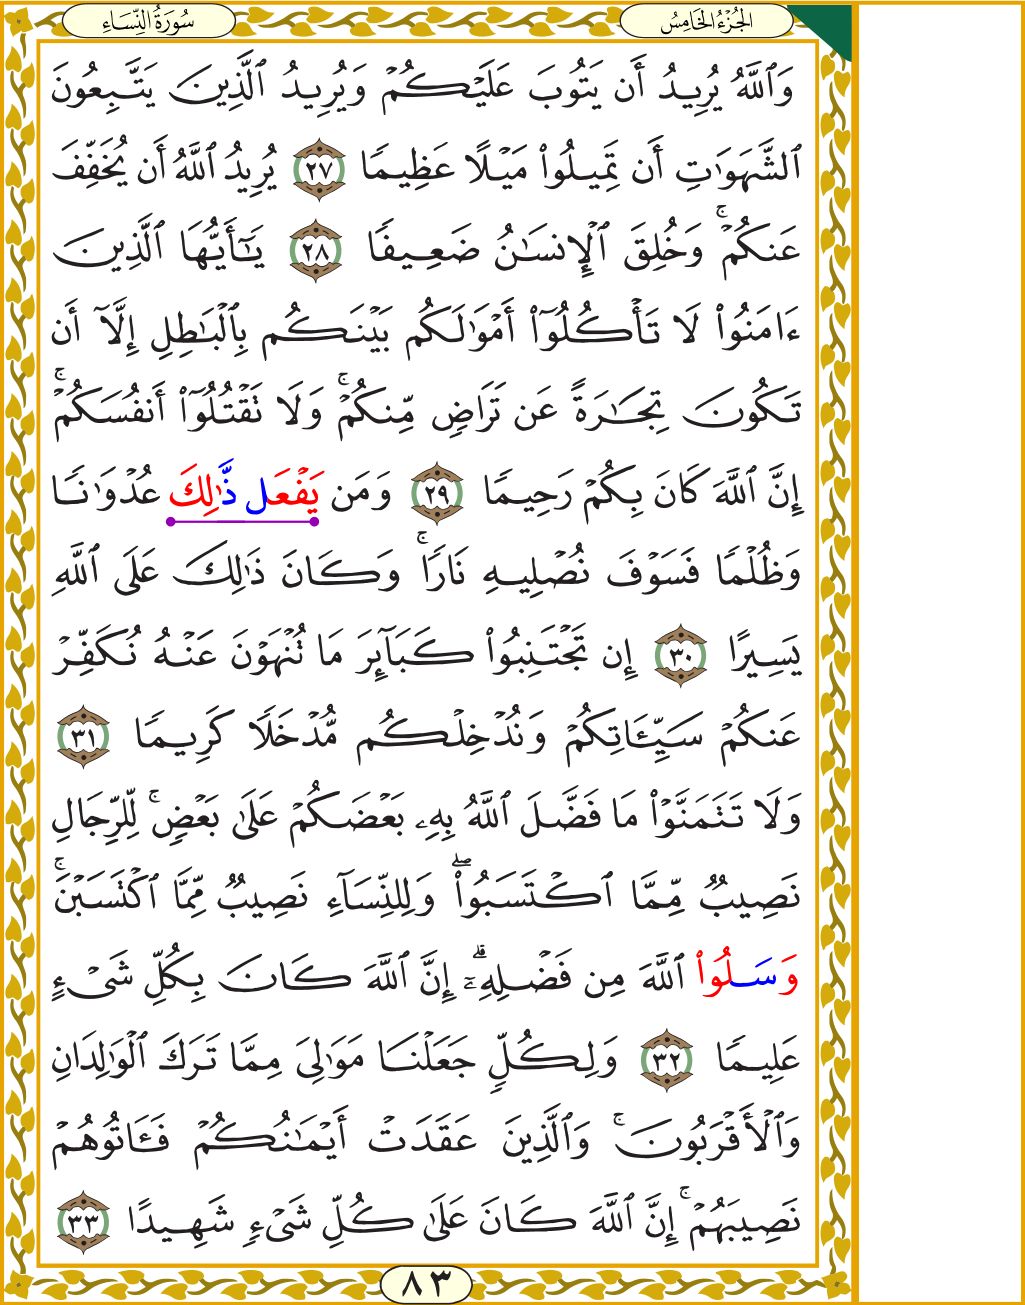 الجُزْءُ الخَامِسُ
سُورَةُ النِّسَاءِ
وَٱللَّهُ يُرِيدُ أَن يَتُوبَ عَلَيْكُمْ وَيُرِيدُ ٱلَّذِينَ يَتَّبِعُونَ
ٱلشَّهَوَٰتِ أَن تَمِيلُوا۟ مَيْلًا عَظِيمًا ٢٧ يُرِيدُ ٱللَّهُ أَن يُخَفِّفَ
عَنكُمْ ۚ وَخُلِقَ ٱلْإِنسَٰنُ ضَعِيفًا ٢٨ يَٰٓأَيُّهَا ٱلَّذِينَ
ءَامَنُوا۟ لَا تَأْكُلُوٓا۟ أَمْوَٰلَكُم بَيْنَكُم بِٱلْبَٰطِلِ إِلَّآ أَن
تَكُونَ تِجَٰرَةً عَن تَرَاضٍ مِّنكُمْ ۚ وَلَا تَقْتُلُوٓا۟ أَنفُسَكُمْ ۚ
إِنَّ ٱللَّهَ كَانَ بِكُمْ رَحِيمًا ٢٩ وَمَن يَفْعَل ذَّٰلِكَ عُدْوَٰنًا
وَظُلْمًا فَسَوْفَ نُصْلِيهِ نَارًا ۚ وَكَانَ ذَٰلِكَ عَلَى ٱللَّهِ
يَسِيرًا ٣٠ إِن تَجْتَنِبُوا۟ كَبَآئِرَ مَا تُنْهَوْنَ عَنْهُ نُكَفِّرْ
عَنكُمْ سَيِّـَٔاتِكُمْ وَنُدْخِلْكُم مُّدْخَلًا كَرِيمًا ٣١
وَلَا تَتَمَنَّوْا۟ مَا فَضَّلَ ٱللَّهُ بِهِۦ بَعْضَكُمْ عَلَىٰ بَعْضٍ ۚ لِّلرِّجَالِ
نَصِيبٌ مِّمَّا ٱكْتَسَبُوا۟ ۖ وَلِلنِّسَآءِ نَصِيبٌ مِّمَّا ٱكْتَسَبْنَ ۚ
وَسَلُوا۟ ٱللَّهَ مِن فَضْلِهِۦٓ ۗ إِنَّ ٱللَّهَ كَانَ بِكُلِّ شَىْءٍ
عَلِيمًا ٣٢ وَلِكُلٍّ جَعَلْنَا مَوَٰلِىَ مِمَّا تَرَكَ ٱلْوَٰلِدَانِ
وَٱلْأَقْرَبُونَ ۚ وَٱلَّذِينَ عَقَدَتْ أَيْمَٰنُكُمْ فَـَٔاتُوهُمْ
نَصِيبَهُمْ ۚ إِنَّ ٱللَّهَ كَانَ عَلَىٰ كُلِّ شَىْءٍ شَهِيدًا ٣٣
٨٣